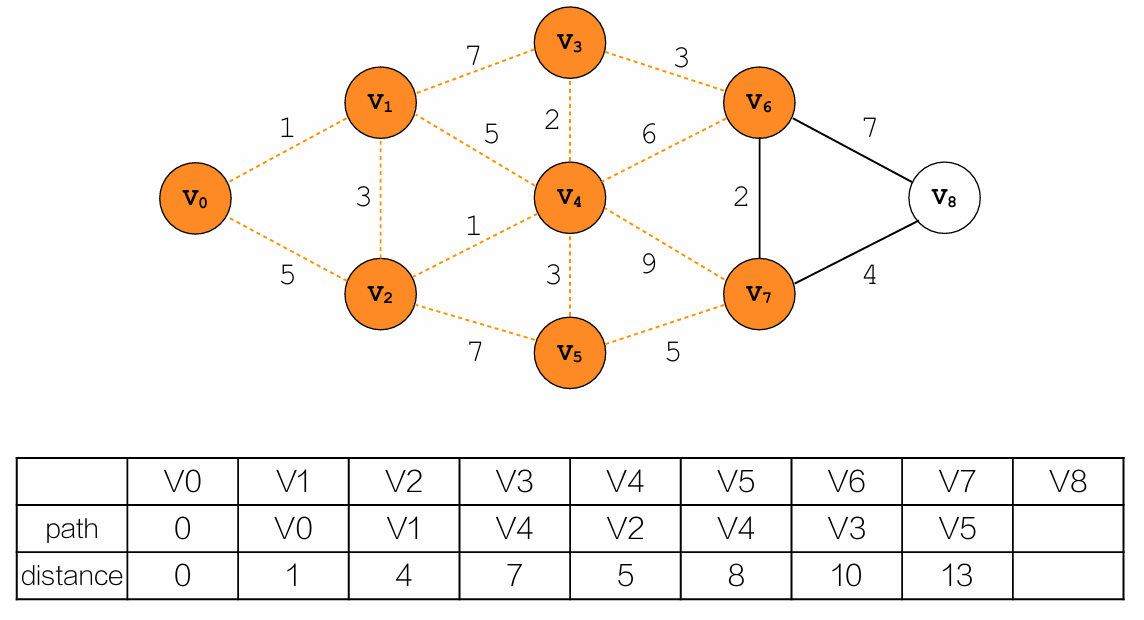 V₃
7
3
V₁
V₆
1
5
2
6
7
V₀
3
V₄
2
V₈
1
5
3
9
4
V₂
V₇
7
V₅
5
V0 V1 V2 V3 V4 V5 V6 V7 V8
path 0 V0 V1 V4 V2 V4 V3 V5
distance 0 1 4 7 5 8 10 13